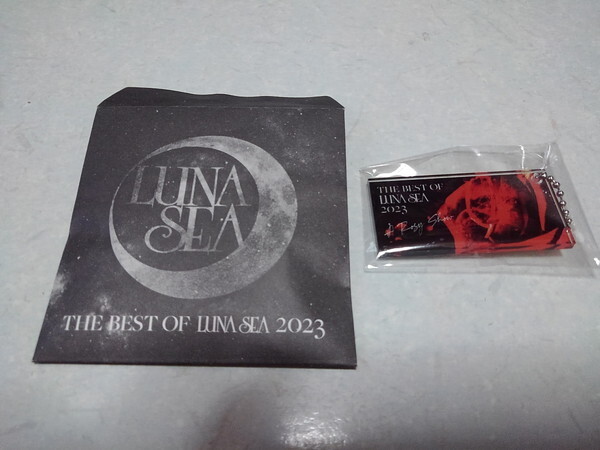 LUNA
SEA
THE BEST OF LUNA SEA 2023
THE BEST OF
LUNA SEA
2023